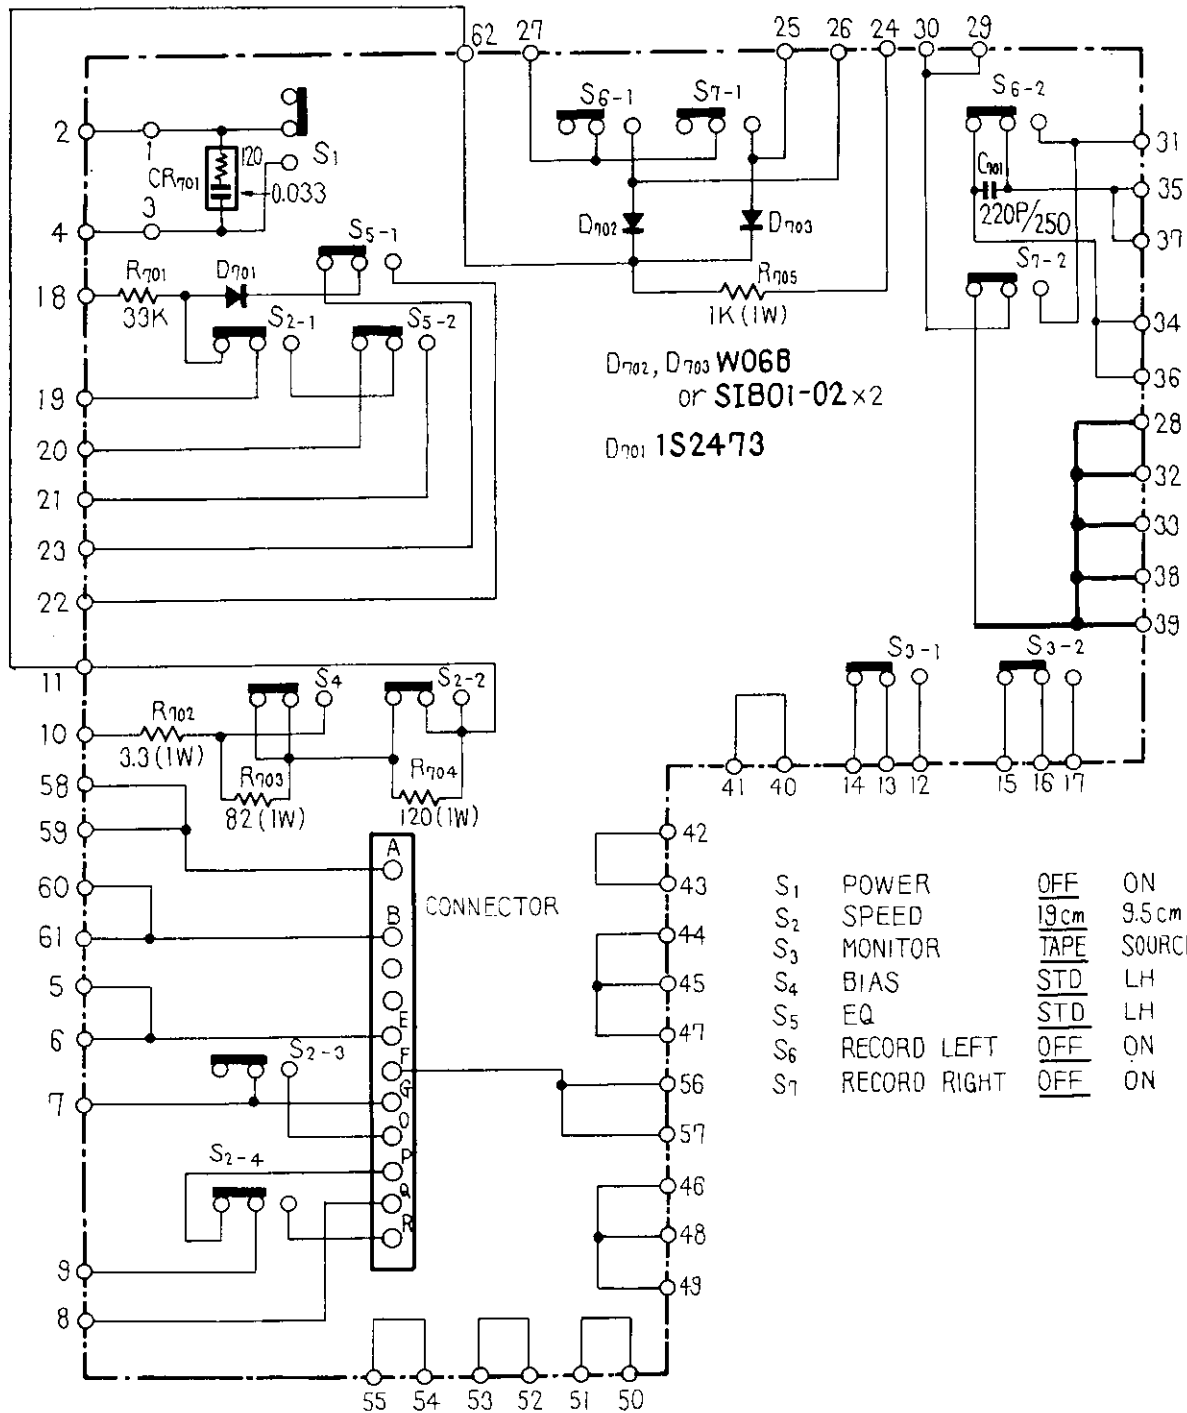 62 27 25 26 24 30 29
S6-1 S7-1 S6-2
2 1 120 S1 31
CR701 0.033 C701 35
4 3 220P/250 37
S5-1 D702 D703 S7-2
18 R701 D701 R705
33K 1K(1W) 34
S2-1 S5-2
D702, D703 W06B
or SIB01-02×2
36
19 28
20 D701 1S2473
21 32
23 33
22 38
39
11 S4 S2-2 S3-1 S3-2
10 R702
3.3(1W)
58 R703 R704 41 40 14 13 12 15 16 17
82(1W) 120(1W)
59 A 42
60 B CONNECTOR 43
61 44
5 45
6 E 47
S2-3 F 56
7 G 57
O
S2-4 P 46
Q 48
R
9 49
8
55 54 53 52 51 50
S1 POWER OFF ON
S2 SPEED 19cm 9.5cm
S3 MONITOR TAPE SOURC
S4 BIAS STD LH
S5 EQ STD LH
S6 RECORD LEFT OFF ON
S7 RECORD RIGHT OFF ON